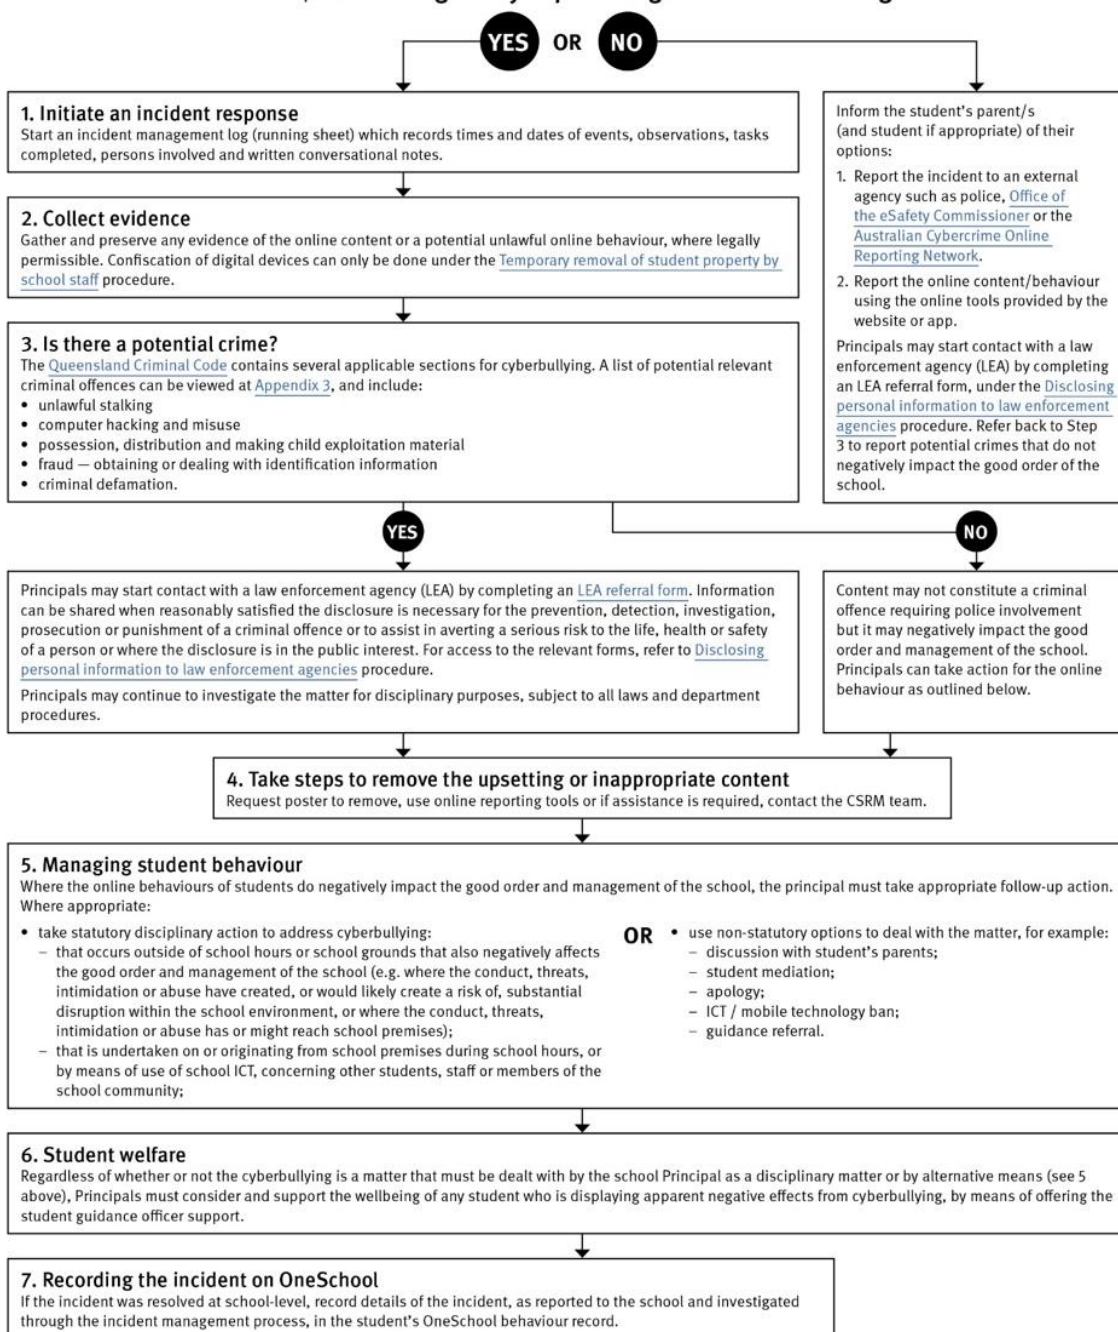 YES OR NO
1. Initiate an incident response
Start an incident management log (running sheet) which records times and dates of events, observations, tasks
completed, persons involved and written conversational notes.
2. Collect evidence
Gather and preserve any evidence of the online content or a potential unlawful online behaviour, where legally
permissible. Confiscation of digital devices can only be done under the Temporary removal of student property by
school staff procedure.
3. Is there a potential crime?
The Queensland Criminal Code contains several applicable sections for cyberbullying. A list of potential relevant
criminal offences can be viewed at Appendix 3, and include:
• unlawful stalking
• computer hacking and misuse
• possession, distribution and making child exploitation material
• fraud — obtaining or dealing with identification information
• criminal defamation.
Inform the student's parent/s
(and student if appropriate) of their
options:
1. Report the incident to an external
agency such as police, Office of
the eSafety Commissioner or the
Australian Cybercrime Online
Reporting Network.
2. Report the online content/behaviour
using the online tools provided by the
website or app.
Principals may start contact with a law
enforcement agency (LEA) by completing
an LEA referral form, under the Disclosing
personal information to law enforcement
agencies procedure. Refer back to Step
3 to report potential crimes that do not
negatively impact the good order of the
school.
YES
NO
Principals may start contact with a law enforcement agency (LEA) by completing an LEA referral form. Information
can be shared when reasonably satisfied the disclosure is necessary for the prevention, detection, investigation,
prosecution or punishment of a criminal offence or to assist in averting a serious risk to the life, health or safety
of a person or where the disclosure is in the public interest. For access to the relevant forms, refer to Disclosing
personal information to law enforcement agencies procedure.
Principals may continue to investigate the matter for disciplinary purposes, subject to all laws and department
procedures.
Content may not constitute a criminal
offence requiring police involvement
but it may negatively impact the good
order and management of the school.
Principals can take action for the online
behaviour as outlined below.
4. Take steps to remove the upsetting or inappropriate content
Request poster to remove, use online reporting tools or if assistance is required, contact the CSRM team.
5. Managing student behaviour
Where the online behaviours of students do negatively impact the good order and management of the school, the principal must take appropriate follow-up action.
Where appropriate:
• take statutory disciplinary action to address cyberbullying:
– that occurs outside of school hours or school grounds that also negatively affects
the good order and management of the school (e.g. where the conduct, threats,
intimidation or abuse have created, or would likely create a risk of, substantial
disruption within the school environment, or where the conduct, threats,
intimidation or abuse has or might reach school premises);
– that is undertaken on or originating from school premises during school hours, or
by means of use of school ICT, concerning other students, staff or members of the
school community;
OR
• use non-statutory options to deal with the matter, for example:
– discussion with student's parents;
– student mediation;
– apology;
– ICT / mobile technology ban;
– guidance referral.
6. Student welfare
Regardless of whether or not the cyberbullying is a matter that must be dealt with by the school Principal as a disciplinary matter or by alternative means (see 5
above), Principals must consider and support the wellbeing of any student who is displaying apparent negative effects from cyberbullying, by means of offering the
student guidance officer support.
7. Recording the incident on OneSchool
If the incident was resolved at school-level, record details of the incident, as reported to the school and investigated
through the incident management process, in the student's OneSchool behaviour record.